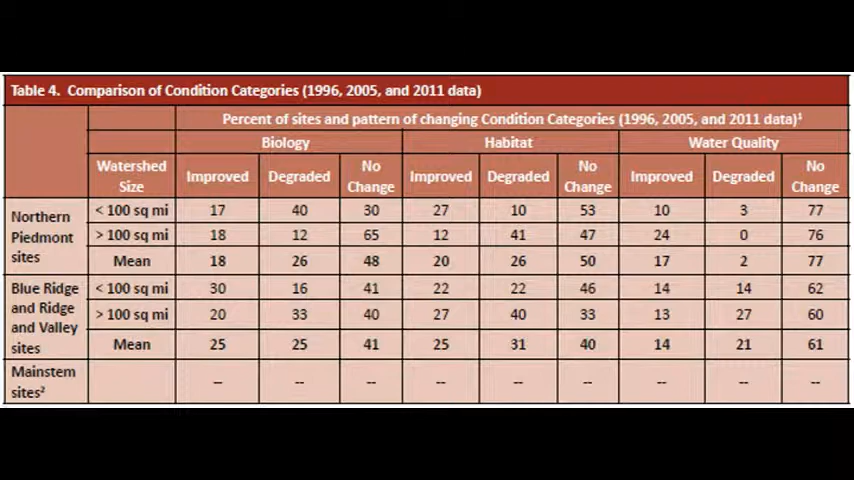 Table 4. Comparison of Condition Categories (1996, 2005, and 2011 data)
Percent of sites and pattern of changing Condition Categories (1996, 2005, and 2011 data)¹
Biology Habitat Water Quality
Watershed Size Improved Degraded No Change Improved Degraded No Change Improved Degraded No Change
Northern Piedmont sites
< 100 sq mi 17 40 30 27 10 53 10 3 77
> 100 sq mi 18 12 65 12 41 47 24 0 76
Mean 18 26 48 20 26 50 17 2 77
Blue Ridge and Ridge and Valley sites
< 100 sq mi 30 16 41 22 22 46 14 14 62
> 100 sq mi 20 33 40 27 40 33 13 27 60
Mean 25 25 41 25 31 40 14 21 61
Mainstem sites² -- -- -- -- -- -- -- -- --